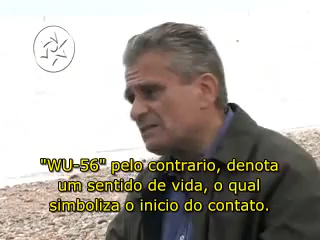 "WU-56" pelo contrario, denota
um sentido de vida, o qual
simboliza o inicio do contato.